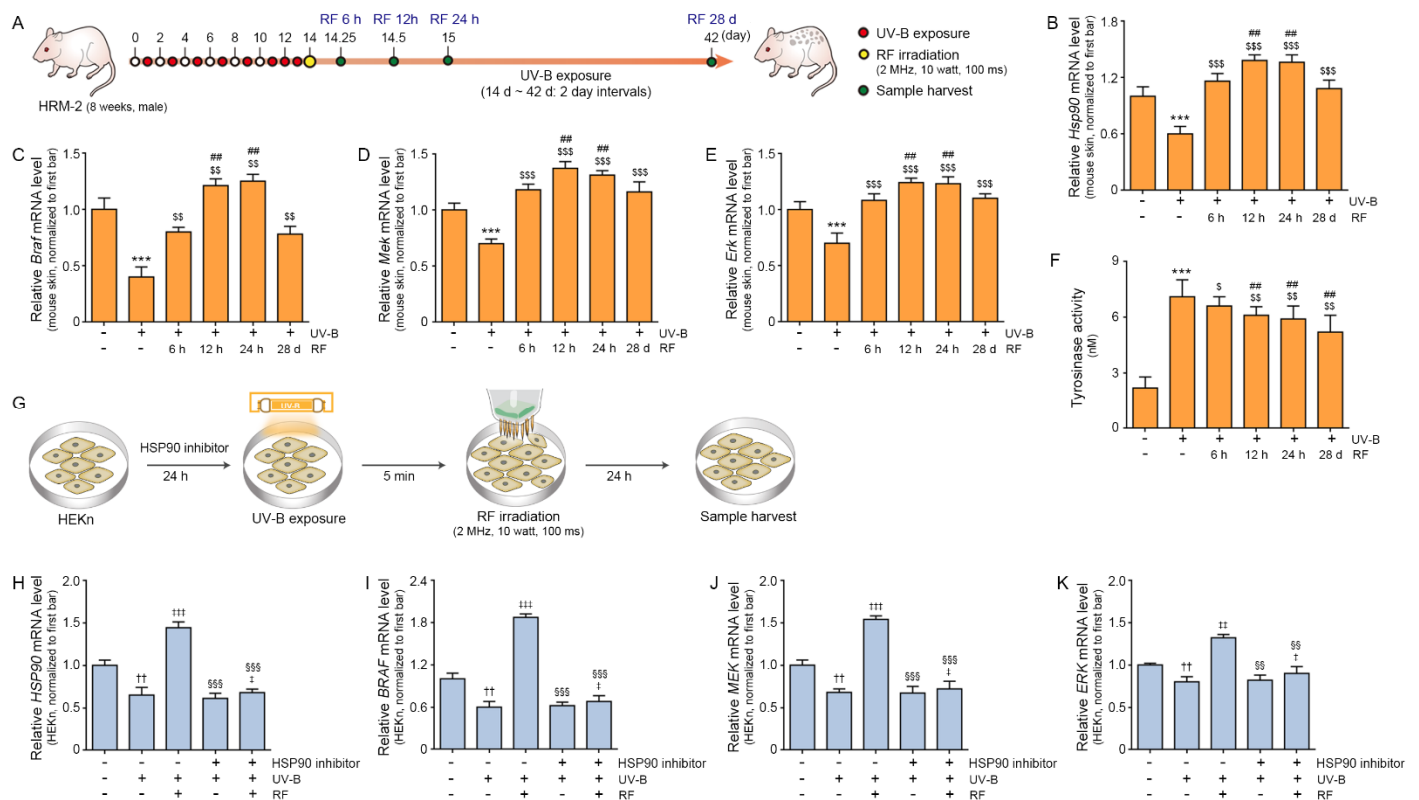 A
RF 6 h RF 12h RF 24 h RF 28 d
0 2 4 6 8 10 12 14 14.25 14.5 15 42 (day)
UV-B exposure
(14 d ~ 42 d: 2 day intervals)
HRM-2 (8 weeks, male)
UV-B exposure
RF irradiation
(2 MHz, 10 watt, 100 ms)
Sample harvest
B
Relative Hsp90 mRNA level
(mouse skin, normalized to first bar)
1.8
1.2
0.6
0
*** $$$ ## $$$ ## $$$ $$$
- + + + + + UV-B
- - 6 h 12 h 24 h 28 d RF
C
Relative Braf mRNA level
(mouse skin, normalized to first bar)
1.5
1.0
0.5
0
*** $$ ## $$ ## $$ $$
- + + + + + UV-B
- - 6 h 12 h 24 h 28 d RF
D
Relative Mek mRNA level
(mouse skin, normalized to first bar)
1.5
1.0
0.5
0
*** $$$ ## $$$ ## $$$ $$$
- + + + + + UV-B
- - 6 h 12 h 24 h 28 d RF
E
Relative Erk mRNA level
(mouse skin, normalized to first bar)
1.5
1.0
0.5
0
*** $$$ ## $$$ ## $$$ $$$
- + + + + + UV-B
- - 6 h 12 h 24 h 28 d RF
F
Tyrosinase activity
(nM)
9
6
3
0
*** $ ## $$ ## $$ ## $$
- + + + + + UV-B
- - 6 h 12 h 24 h 28 d RF
G
HEKn
HSP90 inhibitor
24 h
UV-B
UV-B exposure
5 min
RF irradiation
(2 MHz, 10 watt, 100 ms)
24 h
Sample harvest
H
Relative HSP90 mRNA level
(HEKn, normalized to first bar)
2.0
1.5
1.0
0.5
0
†† ‡‡‡ §§§ §§§ ‡
- - - + + HSP90 inhibitor
- + + + + UV-B
- - + - + RF
I
Relative BRAF mRNA level
(HEKn, normalized to first bar)
2.4
1.8
1.2
0.6
0
†† ‡‡‡ §§§ §§§ ‡
- - - + + HSP90 inhibitor
- + + + + UV-B
- - + - + RF
J
Relative MEK mRNA level
(HEKn, normalized to first bar)
2.0
1.5
1.0
0.5
0
†† ‡‡‡ §§§ §§§ ‡
- - - + + HSP90 inhibitor
- + + + + UV-B
- - + - + RF
K
Relative ERK mRNA level
(HEKn, normalized to first bar)
2.0
1.5
1.0
0.5
0
†† ‡‡ §§ §§ †
- - - + + HSP90 inhibitor
- + + + + UV-B
- - + - + RF